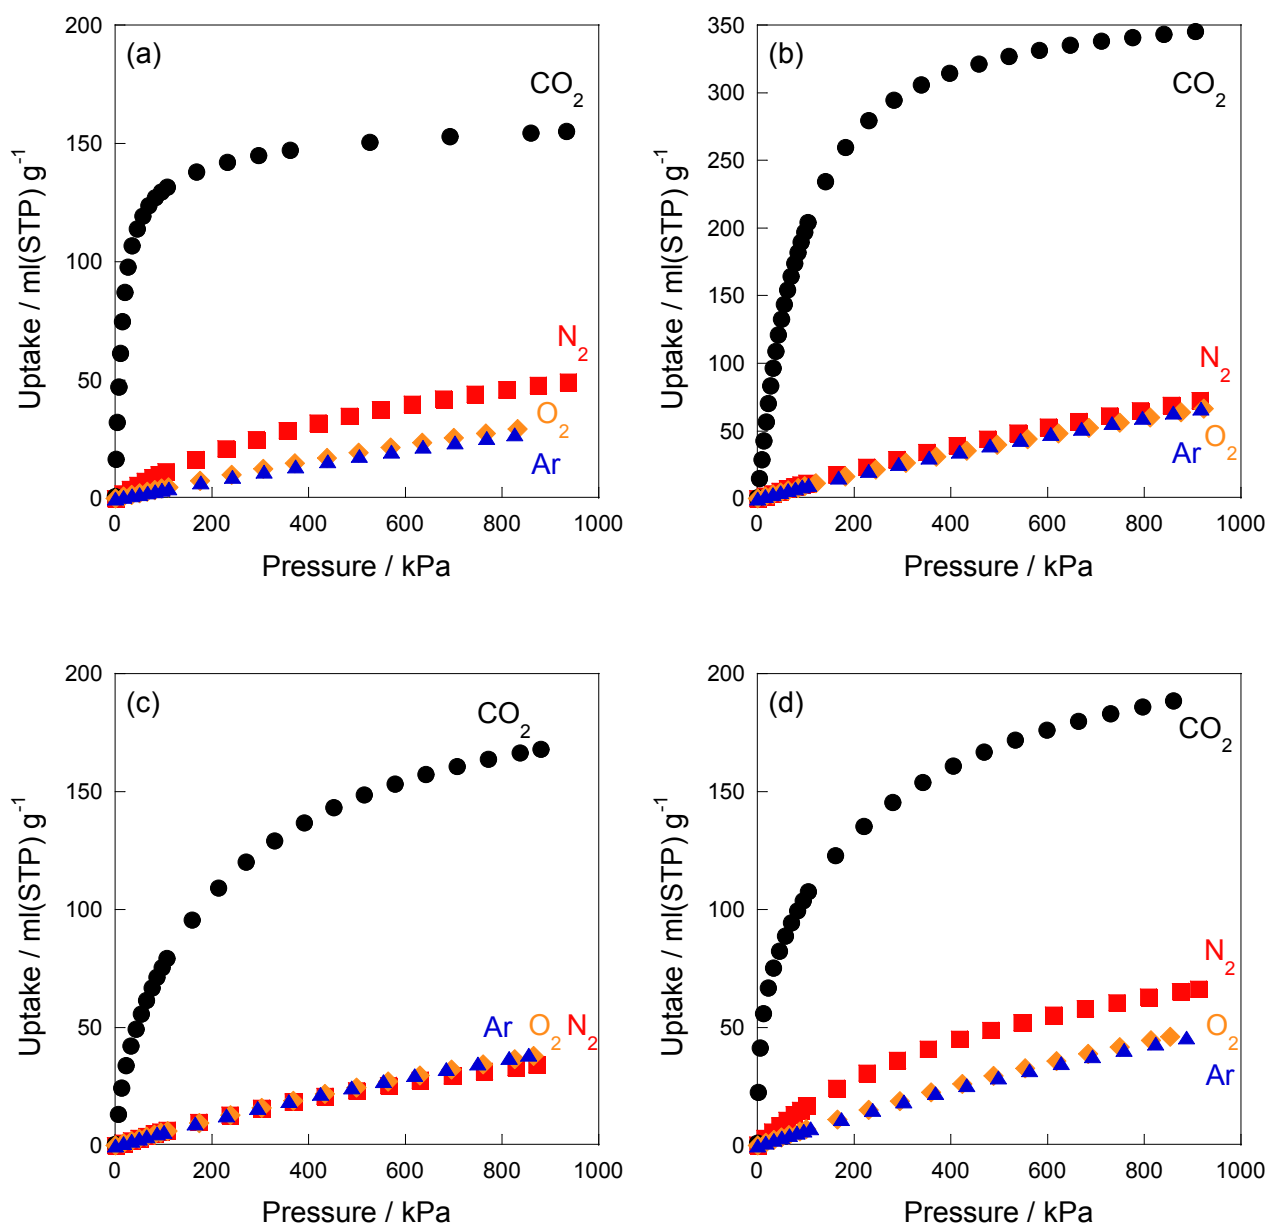 (a)
CO2
N2
O2
Ar
200
150
100
50
0
0 200 400 600 800 1000
Uptake / ml(STP) g-1
Pressure / kPa
(b)
CO2
N2
O2
Ar
350
300
250
200
150
100
50
0
0 200 400 600 800 1000
Uptake / ml(STP) g-1
Pressure / kPa
(c)
CO2
Ar O2 N2
200
150
100
50
0
0 200 400 600 800 1000
Uptake / ml(STP) g-1
Pressure / kPa
(d)
CO2
N2
O2
Ar
200
150
100
50
0
0 200 400 600 800 1000
Uptake / ml(STP) g-1
Pressure / kPa